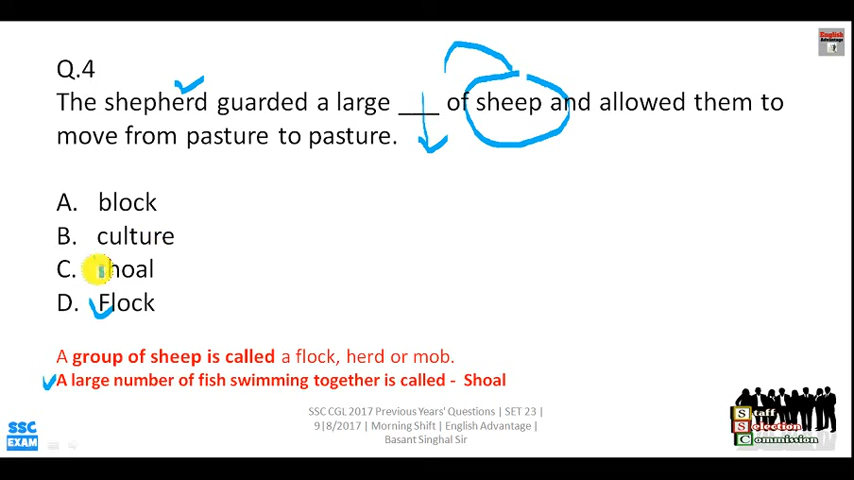 English
Advantage
Q.4
The shepherd guarded a large ___ of sheep and allowed them to
move from pasture to pasture.
A. block
B. culture
C. shoal
D. Flock
A group of sheep is called a flock, herd or mob.
A large number of fish swimming together is called - Shoal
SSC CGL 2017 Previous Years' Questions | SET 23 |
9|8/2017 | Morning Shift | English Advantage |
Basant Singhal Sir
SSC
EXAM
Staff
Selection
Commission